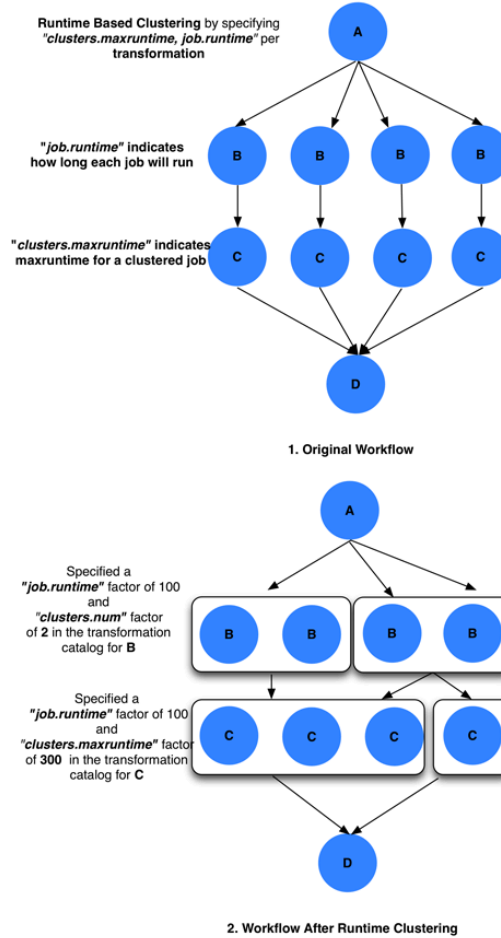 Runtime Based Clustering by specifying
"clusters.maxruntime, job.runtime" per
transformation
A
"job.runtime" indicates
how long each job will run
B B B B
"clusters.maxruntime" indicates
maxruntime for a clustered job
C C C C
D
1. Original Workflow
A
Specified a
"job.runtime" factor of 100
and
"clusters.num" factor
of 2 in the transformation
catalog for B
B B B B
Specified a
"job.runtime" factor of 100
and
"clusters.maxruntime" factor
of 300 in the transformation
catalog for C
C C C C
D
2. Workflow After Runtime Clustering